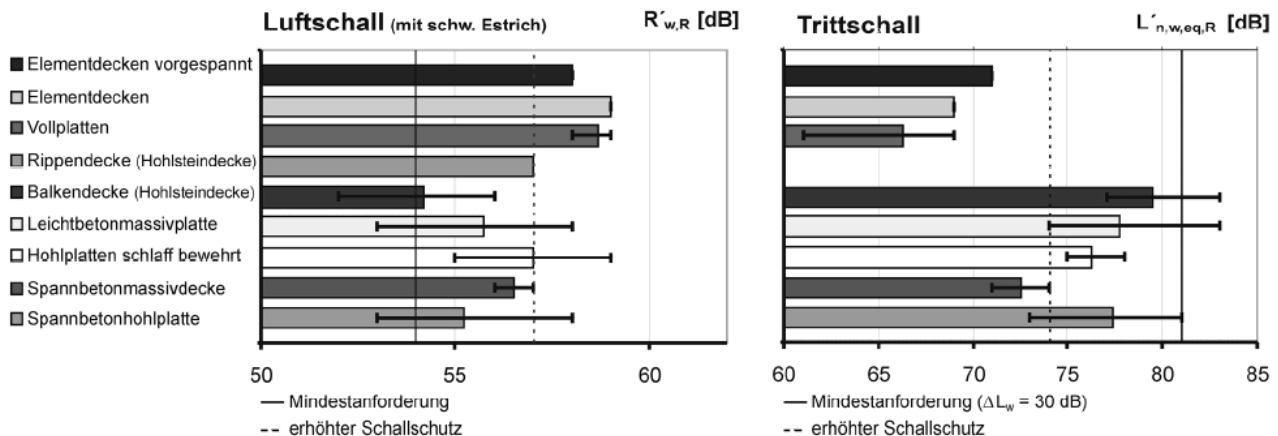 Luftschall (mit schw. Estrich) R´w,R [dB]
Trittschall L´n,w,eq,R [dB]
Elementdecken vorgespannt
Elementdecken
Vollplatten
Rippendecke (Hohlsteindecke)
Balkendecke (Hohlsteindecke)
Leichtbetonmassivplatte
Hohlplatten schlaff bewehrt
Spannbetonmassivdecke
Spannbetonhohlplatte
50 55 60
60 65 70 75 80 85
Mindestanforderung
erhöhter Schallschutz
Mindestanforderung (ΔLw = 30 dB)
erhöhter Schallschutz